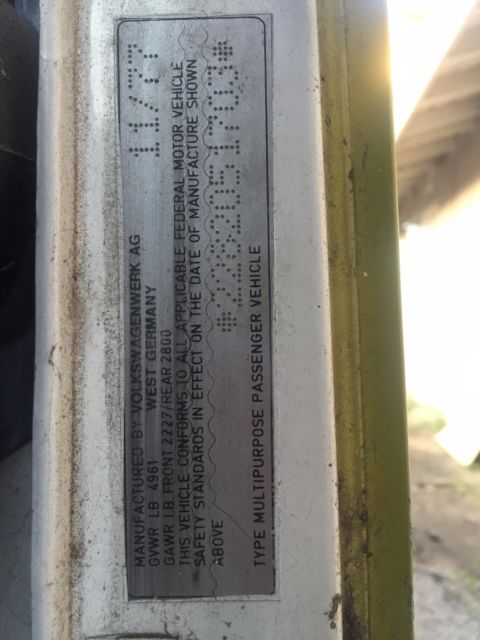 MANUFACTURED BY VOLKSWAGENWERK AG 11/77
GVWR LB 4961 WEST GERMANY
GAWR LB FRONT 2227/REAR 2800
THIS VEHICLE CONFORMS TO ALL APPLICABLE FEDERAL MOTOR VEHICLE
SAFETY STANDARDS IN EFFECT ON THE DATE OF MANUFACTURE SHOWN
ABOVE *2282051703*
TYPE MULTIPURPOSE PASSENGER VEHICLE